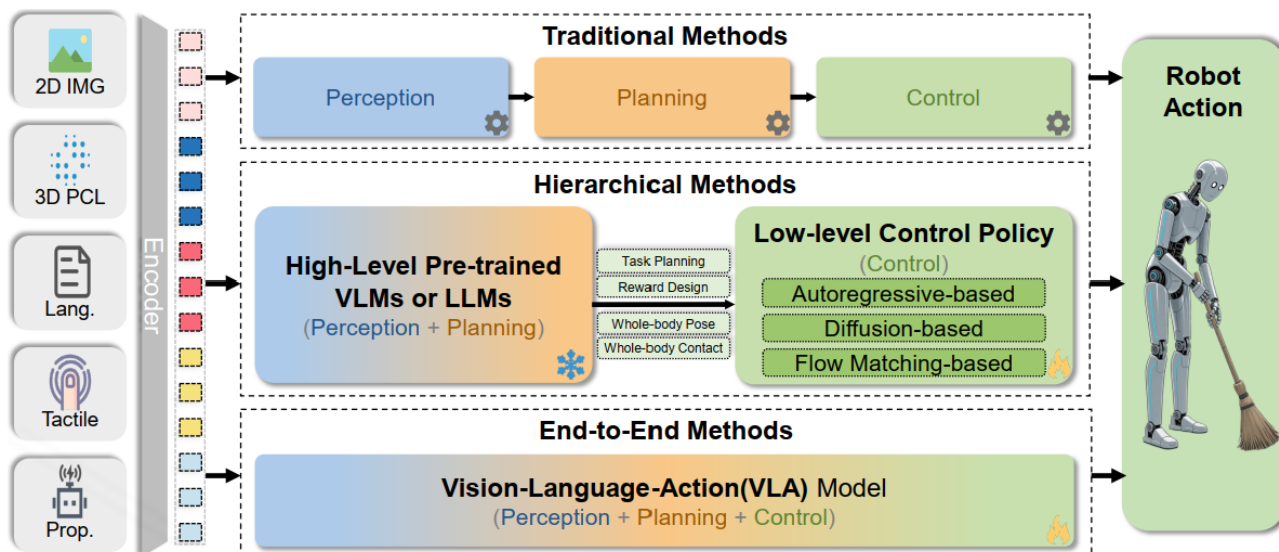 2D IMG
3D PCL
Lang.
Tactile
Prop.
Encoder
Traditional Methods
Perception
Planning
Control
Hierarchical Methods
High-Level Pre-trained
VLMs or LLMs
(Perception + Planning)
Task Planning
Reward Design
Whole-body Pose
Whole-body Contact
Low-level Control Policy
(Control)
Autoregressive-based
Diffusion-based
Flow Matching-based
End-to-End Methods
Vision-Language-Action(VLA) Model
(Perception + Planning + Control)
Robot
Action